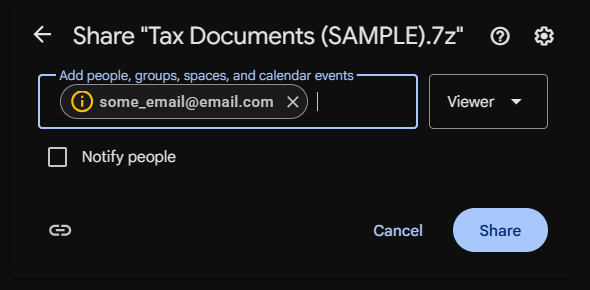 Share "Tax Documents (SAMPLE).7z"
Add people, groups, spaces, and calendar events
some_email@email.com
Viewer
Notify people
Cancel
Share